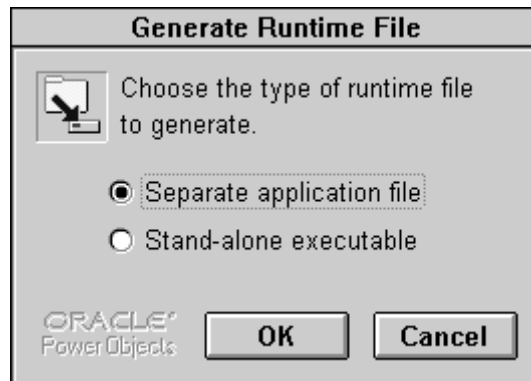 Generate Runtime File
Choose the type of runtime file
to generate.
Separate application file
Stand-alone executable
ORACLE®
Power Objects
OK
Cancel